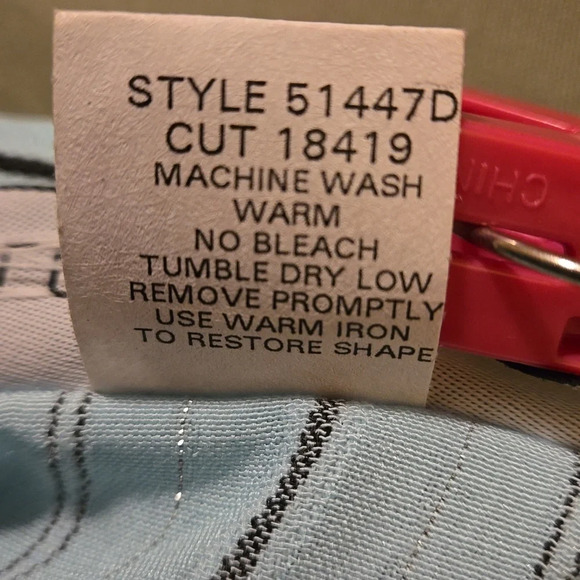 STYLE 51447D
CUT 18419
MACHINE WASH
WARM
NO BLEACH
TUMBLE DRY LOW
REMOVE PROMPTLY
USE WARM IRON
TO RESTORE SHAPE